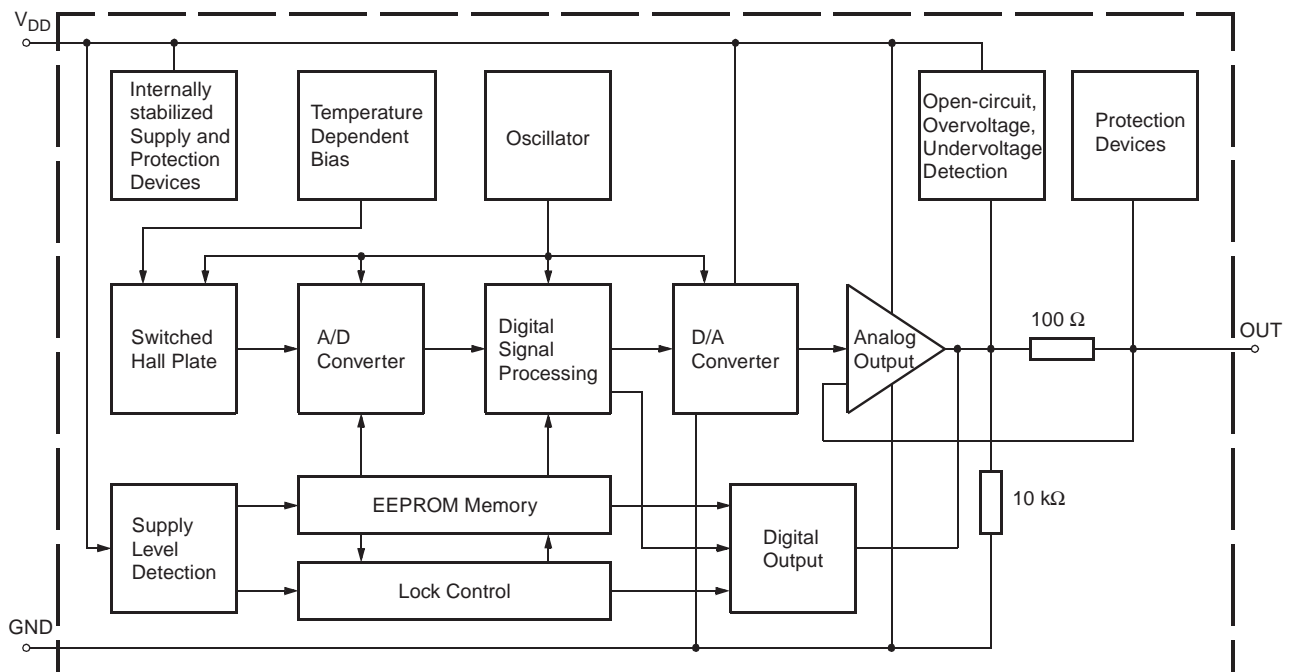 VDD
Internally
stabilized
Supply and
Protection
Devices
Temperature
Dependent
Bias
Oscillator
Open-circuit,
Overvoltage,
Undervoltage
Detection
Protection
Devices
Switched
Hall Plate
A/D
Converter
Digital
Signal
Processing
D/A
Converter
Analog
Output
100 Ω
OUT
EEPROM Memory
10 kΩ
Supply
Level
Detection
Digital
Output
Lock Control
GND